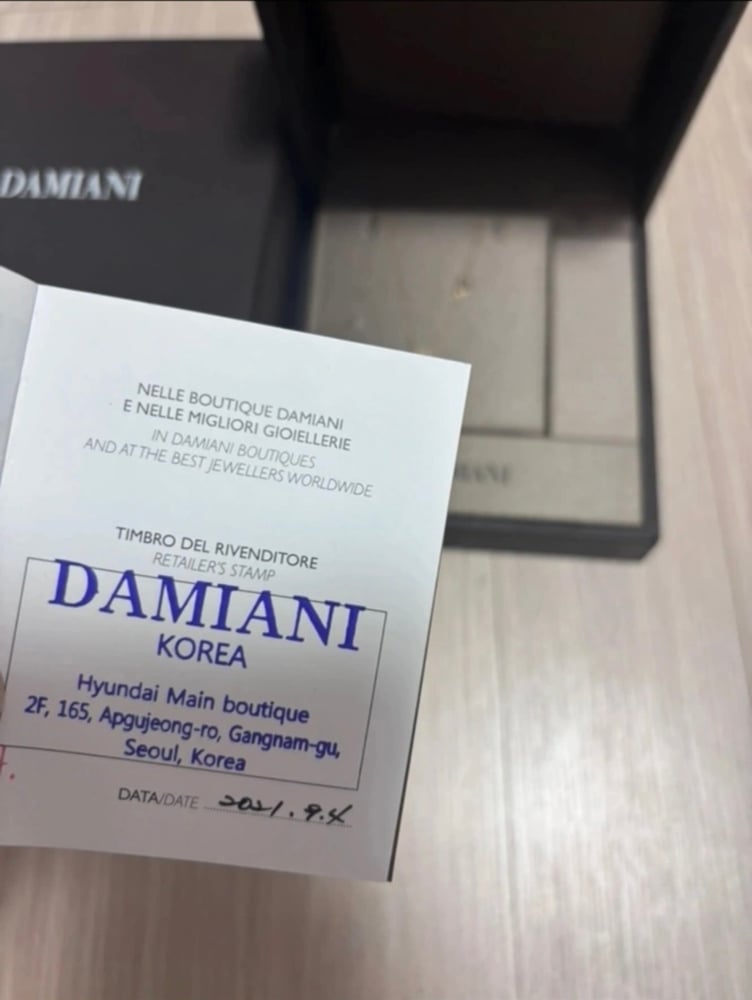 DAMIANI
NELLE BOUTIQUE DAMIANI
E NELLE MIGLIORI GIOIELLERIE
IN DAMIANI BOUTIQUES
AND AT THE BEST JEWELLERS WORLDWIDE
TIMBRO DEL RIVENDITORE
RETAILER'S STAMP
DAMIANI
KOREA
Hyundai Main boutique
2F, 165, Apgujeong-ro, Gangnam-gu,
Seoul, Korea
DATA/DATE 2021.9.4